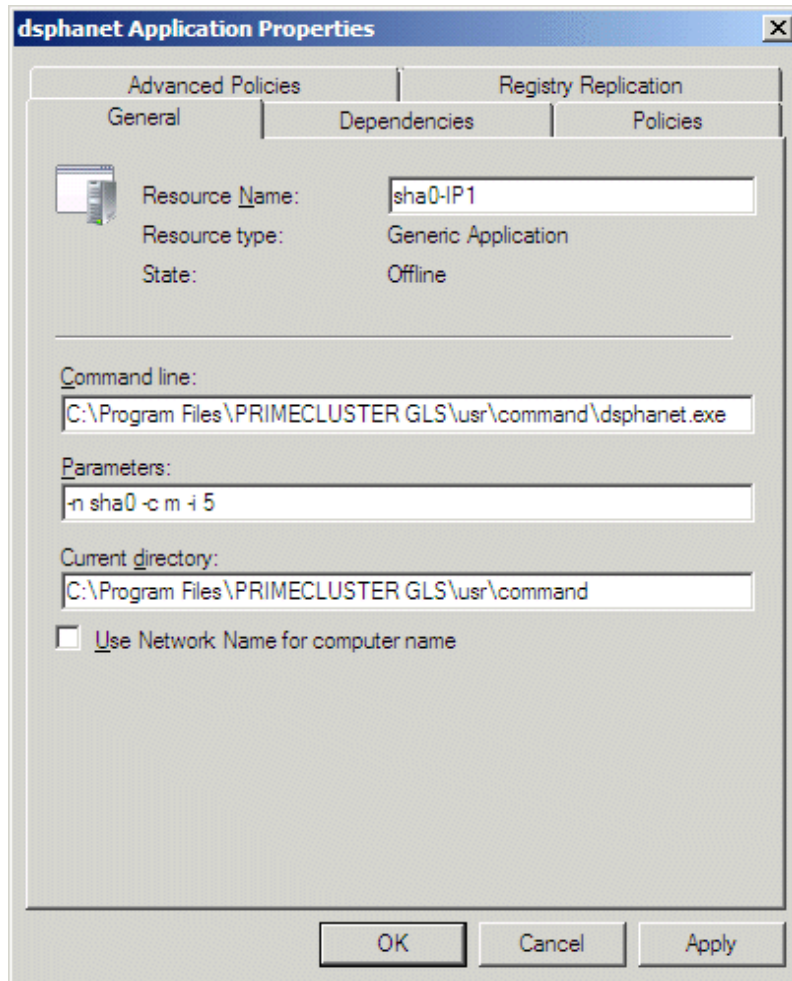 dsphanet Application Properties
Advanced Policies Registry Replication
General Dependencies Policies
Resource Name: sha0-IP1
Resource type: Generic Application
State: Offline
Command line:
C:\Program Files\PRIMECLUSTER GLS\usr\command\dsphanet.exe
Parameters:
-n sha0 -c m -i 5
Current directory:
C:\Program Files\PRIMECLUSTER GLS\usr\command
Use Network Name for computer name
OK Cancel Apply